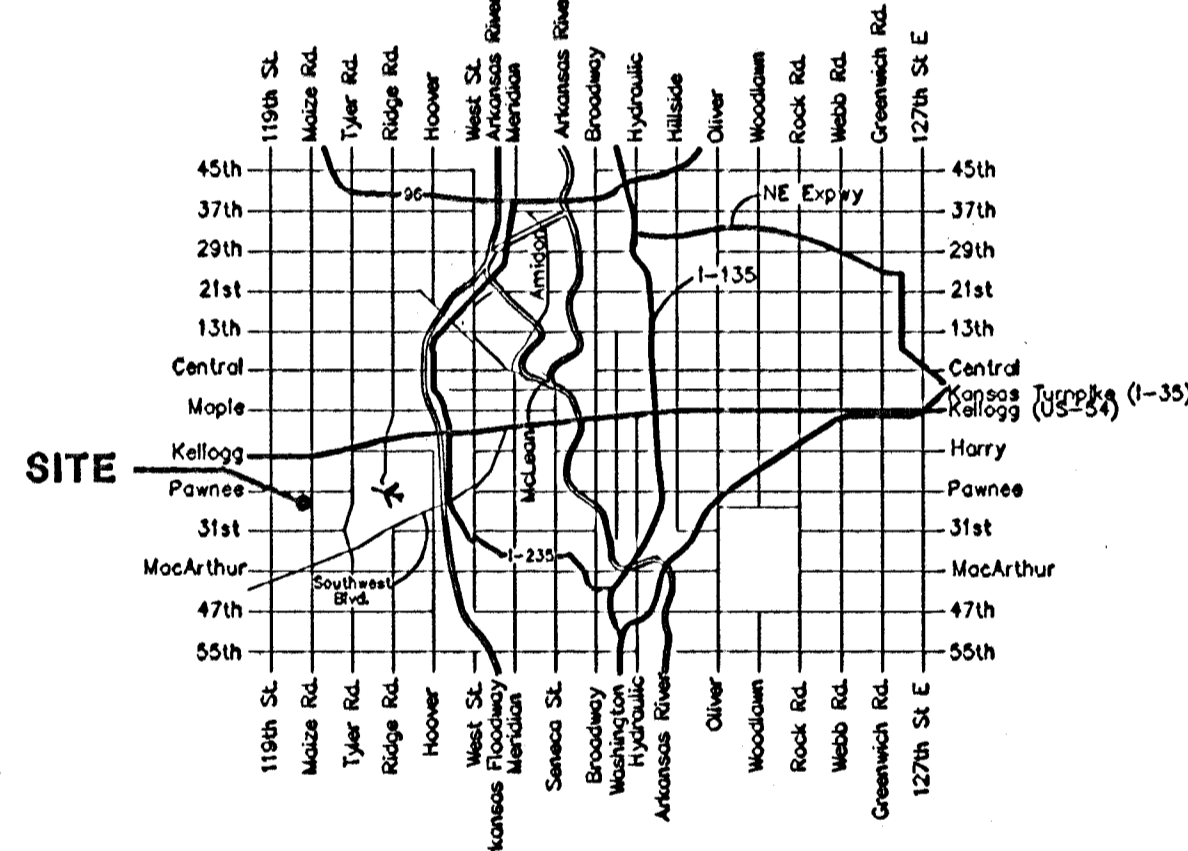 119th St.
Maize Rd.
Tyler Rd.
Ridge Rd.
Hoover
West St.
Arkansas River
Meridian
Arkansas River
Broadway
Hydraulic
Hillside
Oliver
Woodlawn
Rock Rd.
Webb Rd.
Greenwich Rd.
127th St E
45th
37th
29th
21st
13th
Central
Maple
Kellogg
Pawnee
31st
MacArthur
47th
55th
96
NE Expwy
Amidon
I-135
McLean
I-235
Southwest
Blvd.
SITE
45th
37th
29th
21st
13th
Central
Kansas Turnpike (I-35)
Kellogg (US-54)
Harry
Pawnee
31st
MacArthur
47th
55th
119th St.
Maize Rd.
Tyler Rd.
Ridge Rd.
Hoover
West St.
kansas Floodway
Meridian
Seneca St.
Broadway
Washington
Hydraulic
Arkansas River
Oliver
Woodlawn
Rock Rd.
Webb Rd.
Greenwich Rd.
127th St E